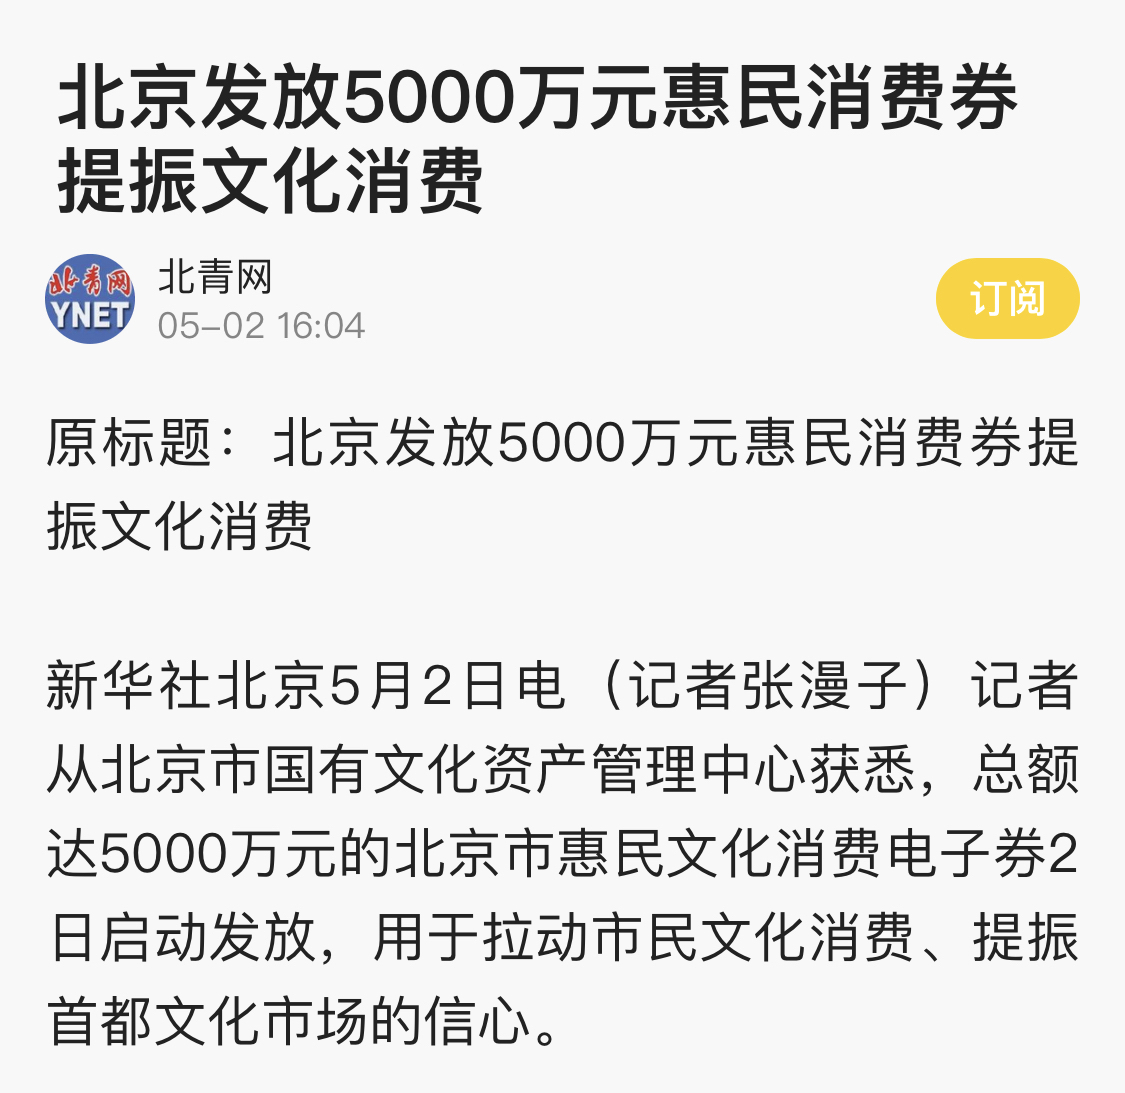 北京发放5000万元惠民消费券
提振文化消费
北青网
YNET
北青网
05-02 16:04
订阅
原标题：北京发放5000万元惠民消费券提
振文化消费
新华社北京5月2日电（记者张漫子）记者
从北京市国有文化资产管理中心获悉，总额
达5000万元的北京市惠民文化消费电子券2
日启动发放，用于拉动市民文化消费、提振
首都文化市场的信心。